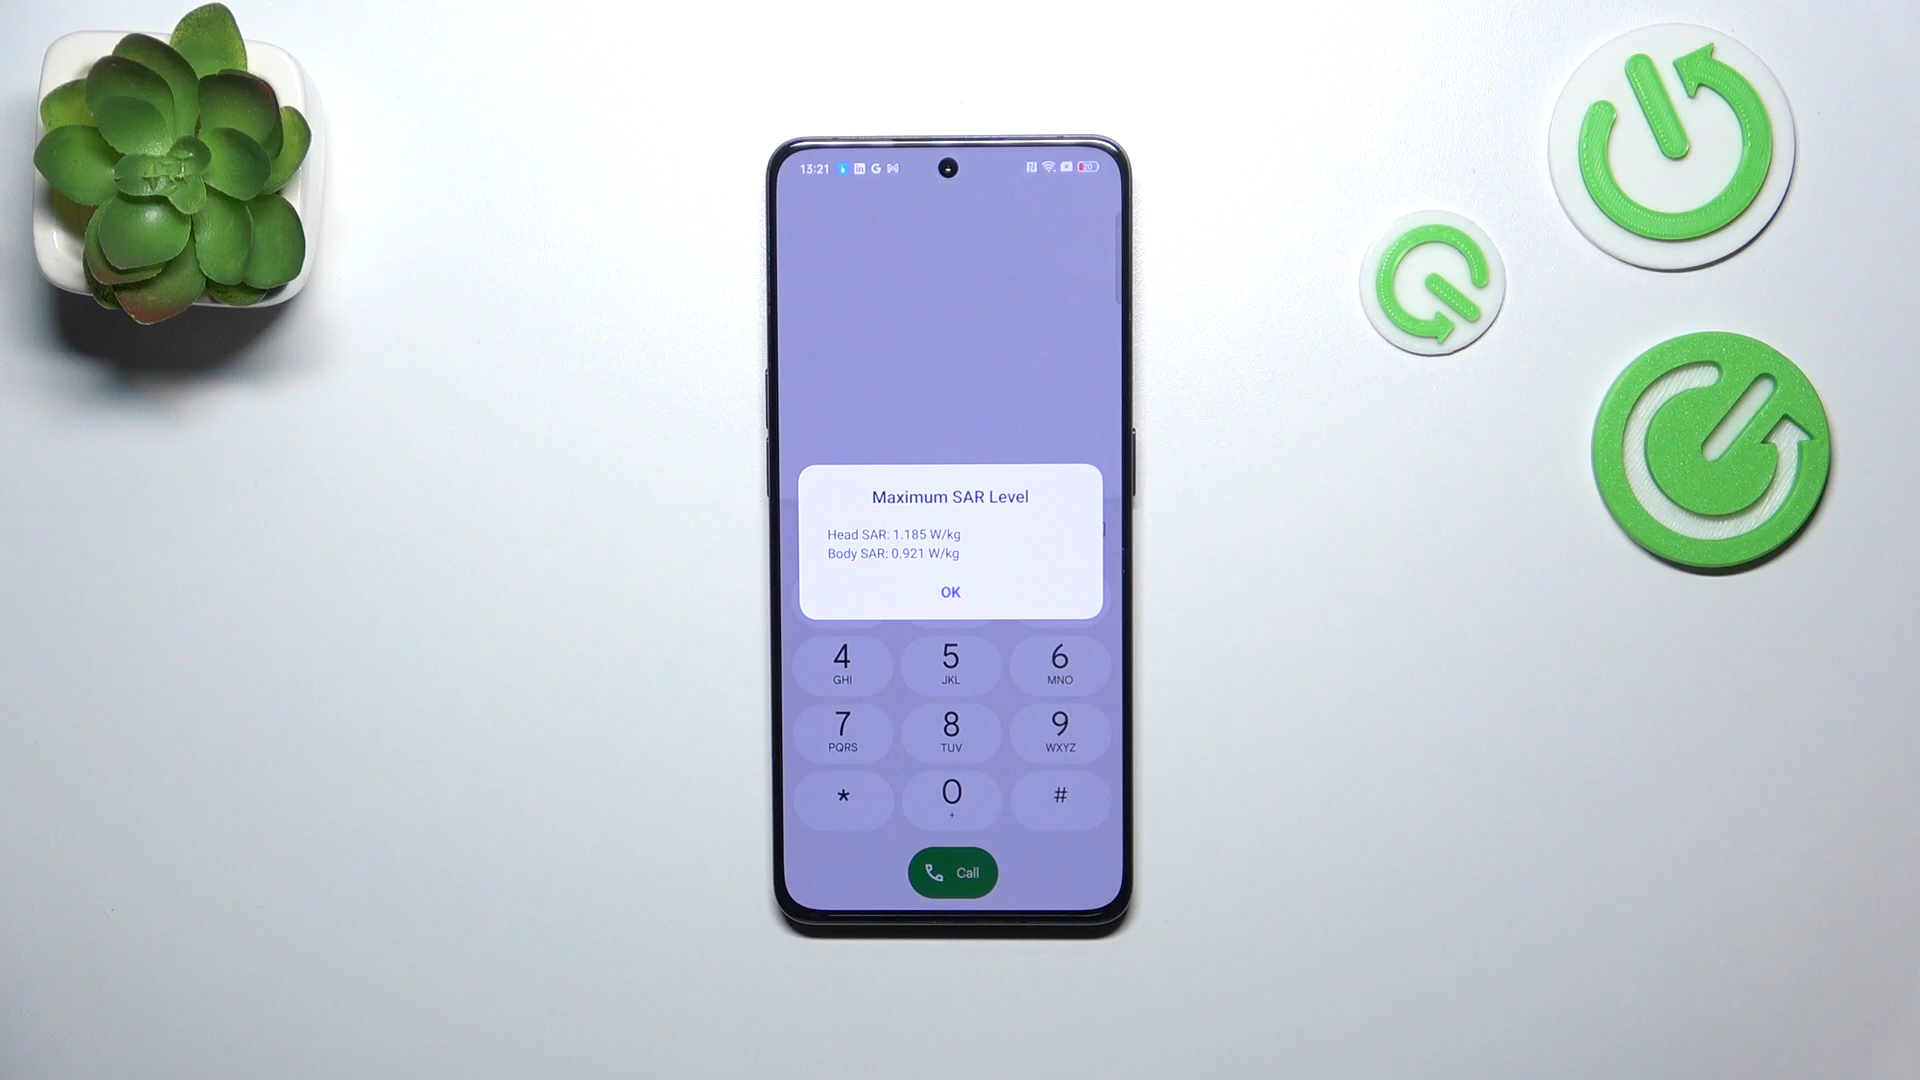 13:21
20
Maximum SAR Level
Head SAR: 1.185 W/kg
Body SAR: 0.921 W/kg
OK
4 5 6
GHI JKL MNO
7 8 9
PQRS TUV WXYZ
* 0 #
+
Call